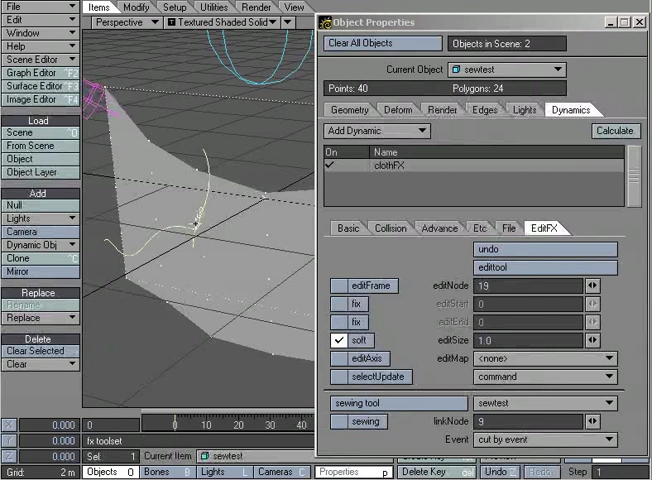 File
Edit
Window
Help
Scene Editor
Graph Editor ^F2
Surface Editor ^F3
Image Editor ^F4
Load
Scene ^O
From Scene
Object
Object Layer
Add
Null
Lights
Camera
Dynamic Obj
Clone ^C
Mirror
Replace
Rename
Replace
Delete
Clear Selected
Clear
Items Modify Setup Utilities Render View
Perspective Textured Shaded Solid
Object Properties
Clear All Objects Objects in Scene: 2
Current Object sewtest
Points: 40 Polygons: 24
Geometry Deform Render Edges Lights Dynamics
Add Dynamic Calculate
On Name
clothFX
Basic Collision Advance Etc File EditFX
undo
edittool
editFrame editNode 19
fix editStart 0
fix editEnd 0
soft editSize 1.0
editAxis editMap <none>
selectUpdate command
sewing tool sewtest
sewing linkNode 9
Event cut by event
X 0.000
Y 0.000
Z 0.000
Grid: 2 m
0 0 10 20 30 40
fx toolset
Sel: 1 Current Item sewtest
Objects O Bones B Lights L Cameras C Properties p Delete Key del Undo Redo Step 1